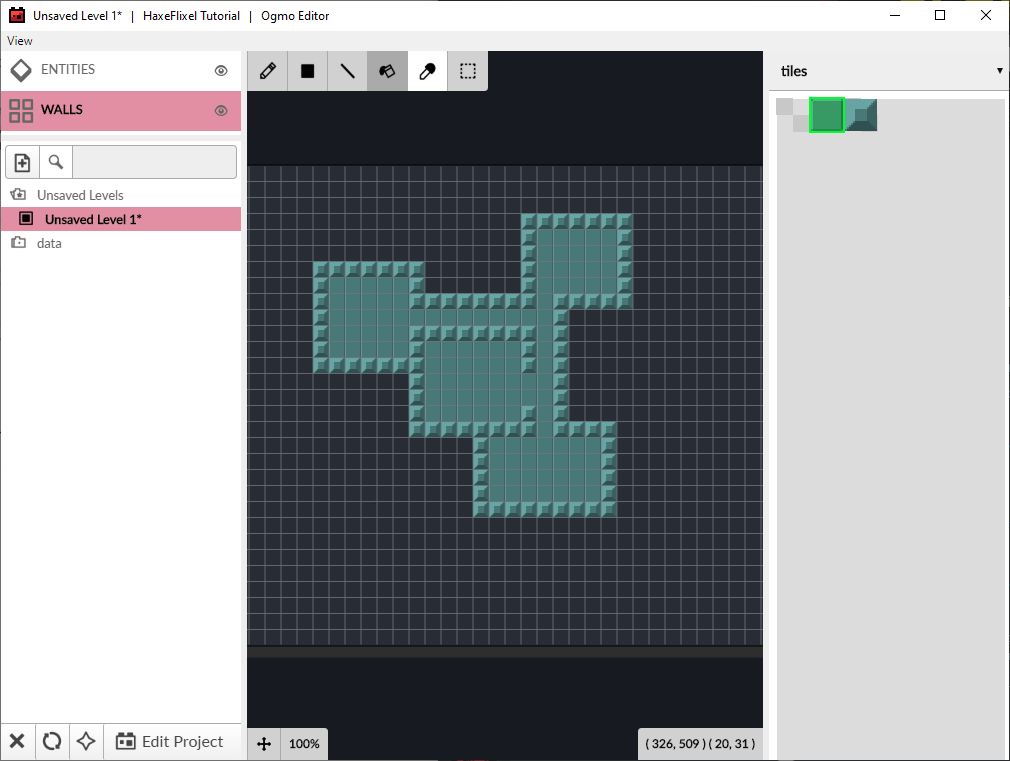 Unsaved Level 1* | HaxeFlixel Tutorial | Ogmo Editor
View
ENTITIES
WALLS
tiles
Unsaved Levels
Unsaved Level 1*
data
Edit Project
100%
( 326, 509 ) ( 20, 31 )